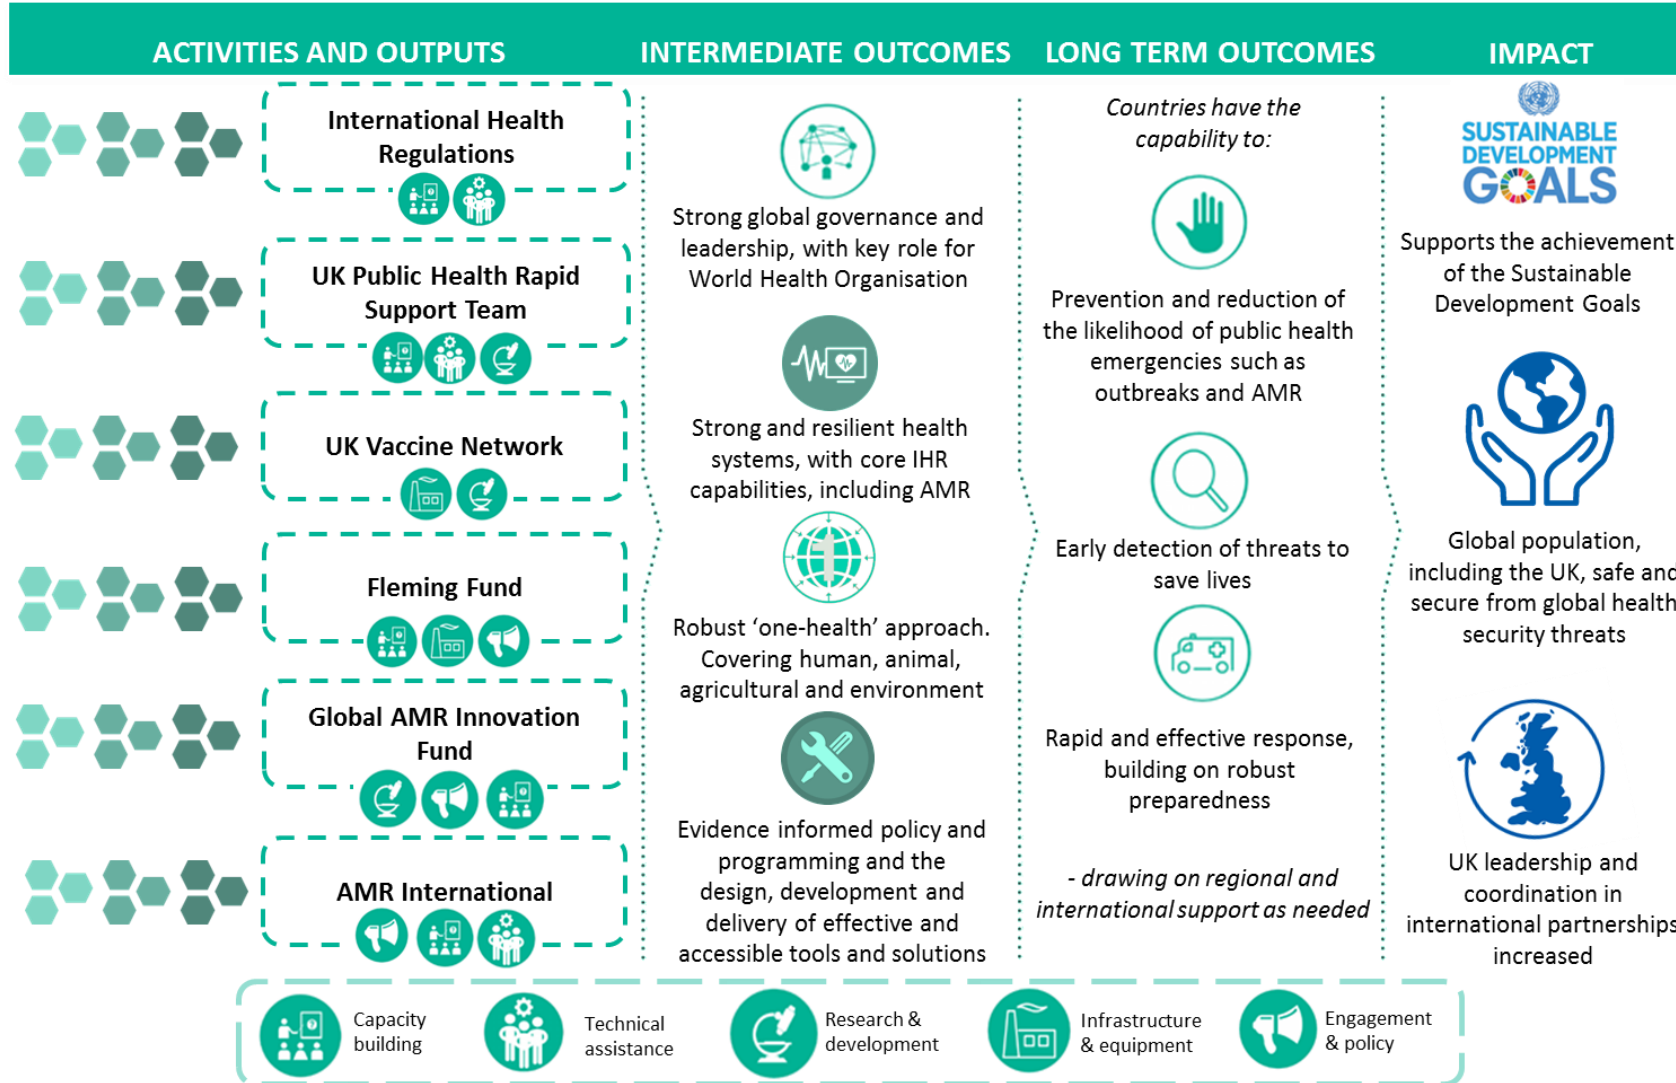 ACTIVITIES AND OUTPUTS
INTERMEDIATE OUTCOMES
LONG TERM OUTCOMES
IMPACT
International Health
Regulations
UK Public Health Rapid
Support Team
UK Vaccine Network
Fleming Fund
Global AMR Innovation
Fund
AMR International
Strong global governance and
leadership, with key role for
World Health Organisation
Strong and resilient health
systems, with core IHR
capabilities, including AMR
1
Robust ‘one-health’ approach.
Covering human, animal,
agricultural and environment
Evidence informed policy and
programming and the
design, development and
delivery of effective and
accessible tools and solutions
Countries have the
capability to:
Prevention and reduction of
the likelihood of public health
emergencies such as
outbreaks and AMR
Early detection of threats to
save lives
Rapid and effective response,
building on robust
preparedness
- drawing on regional and
international support as needed
SUSTAINABLE
DEVELOPMENT
GOALS
Supports the achievement
of the Sustainable
Development Goals
Global population,
including the UK, safe and
secure from global health
security threats
UK leadership and
coordination in
international partnerships
increased
Capacity
building
Technical
assistance
Research &
development
Infrastructure
& equipment
Engagement
& policy